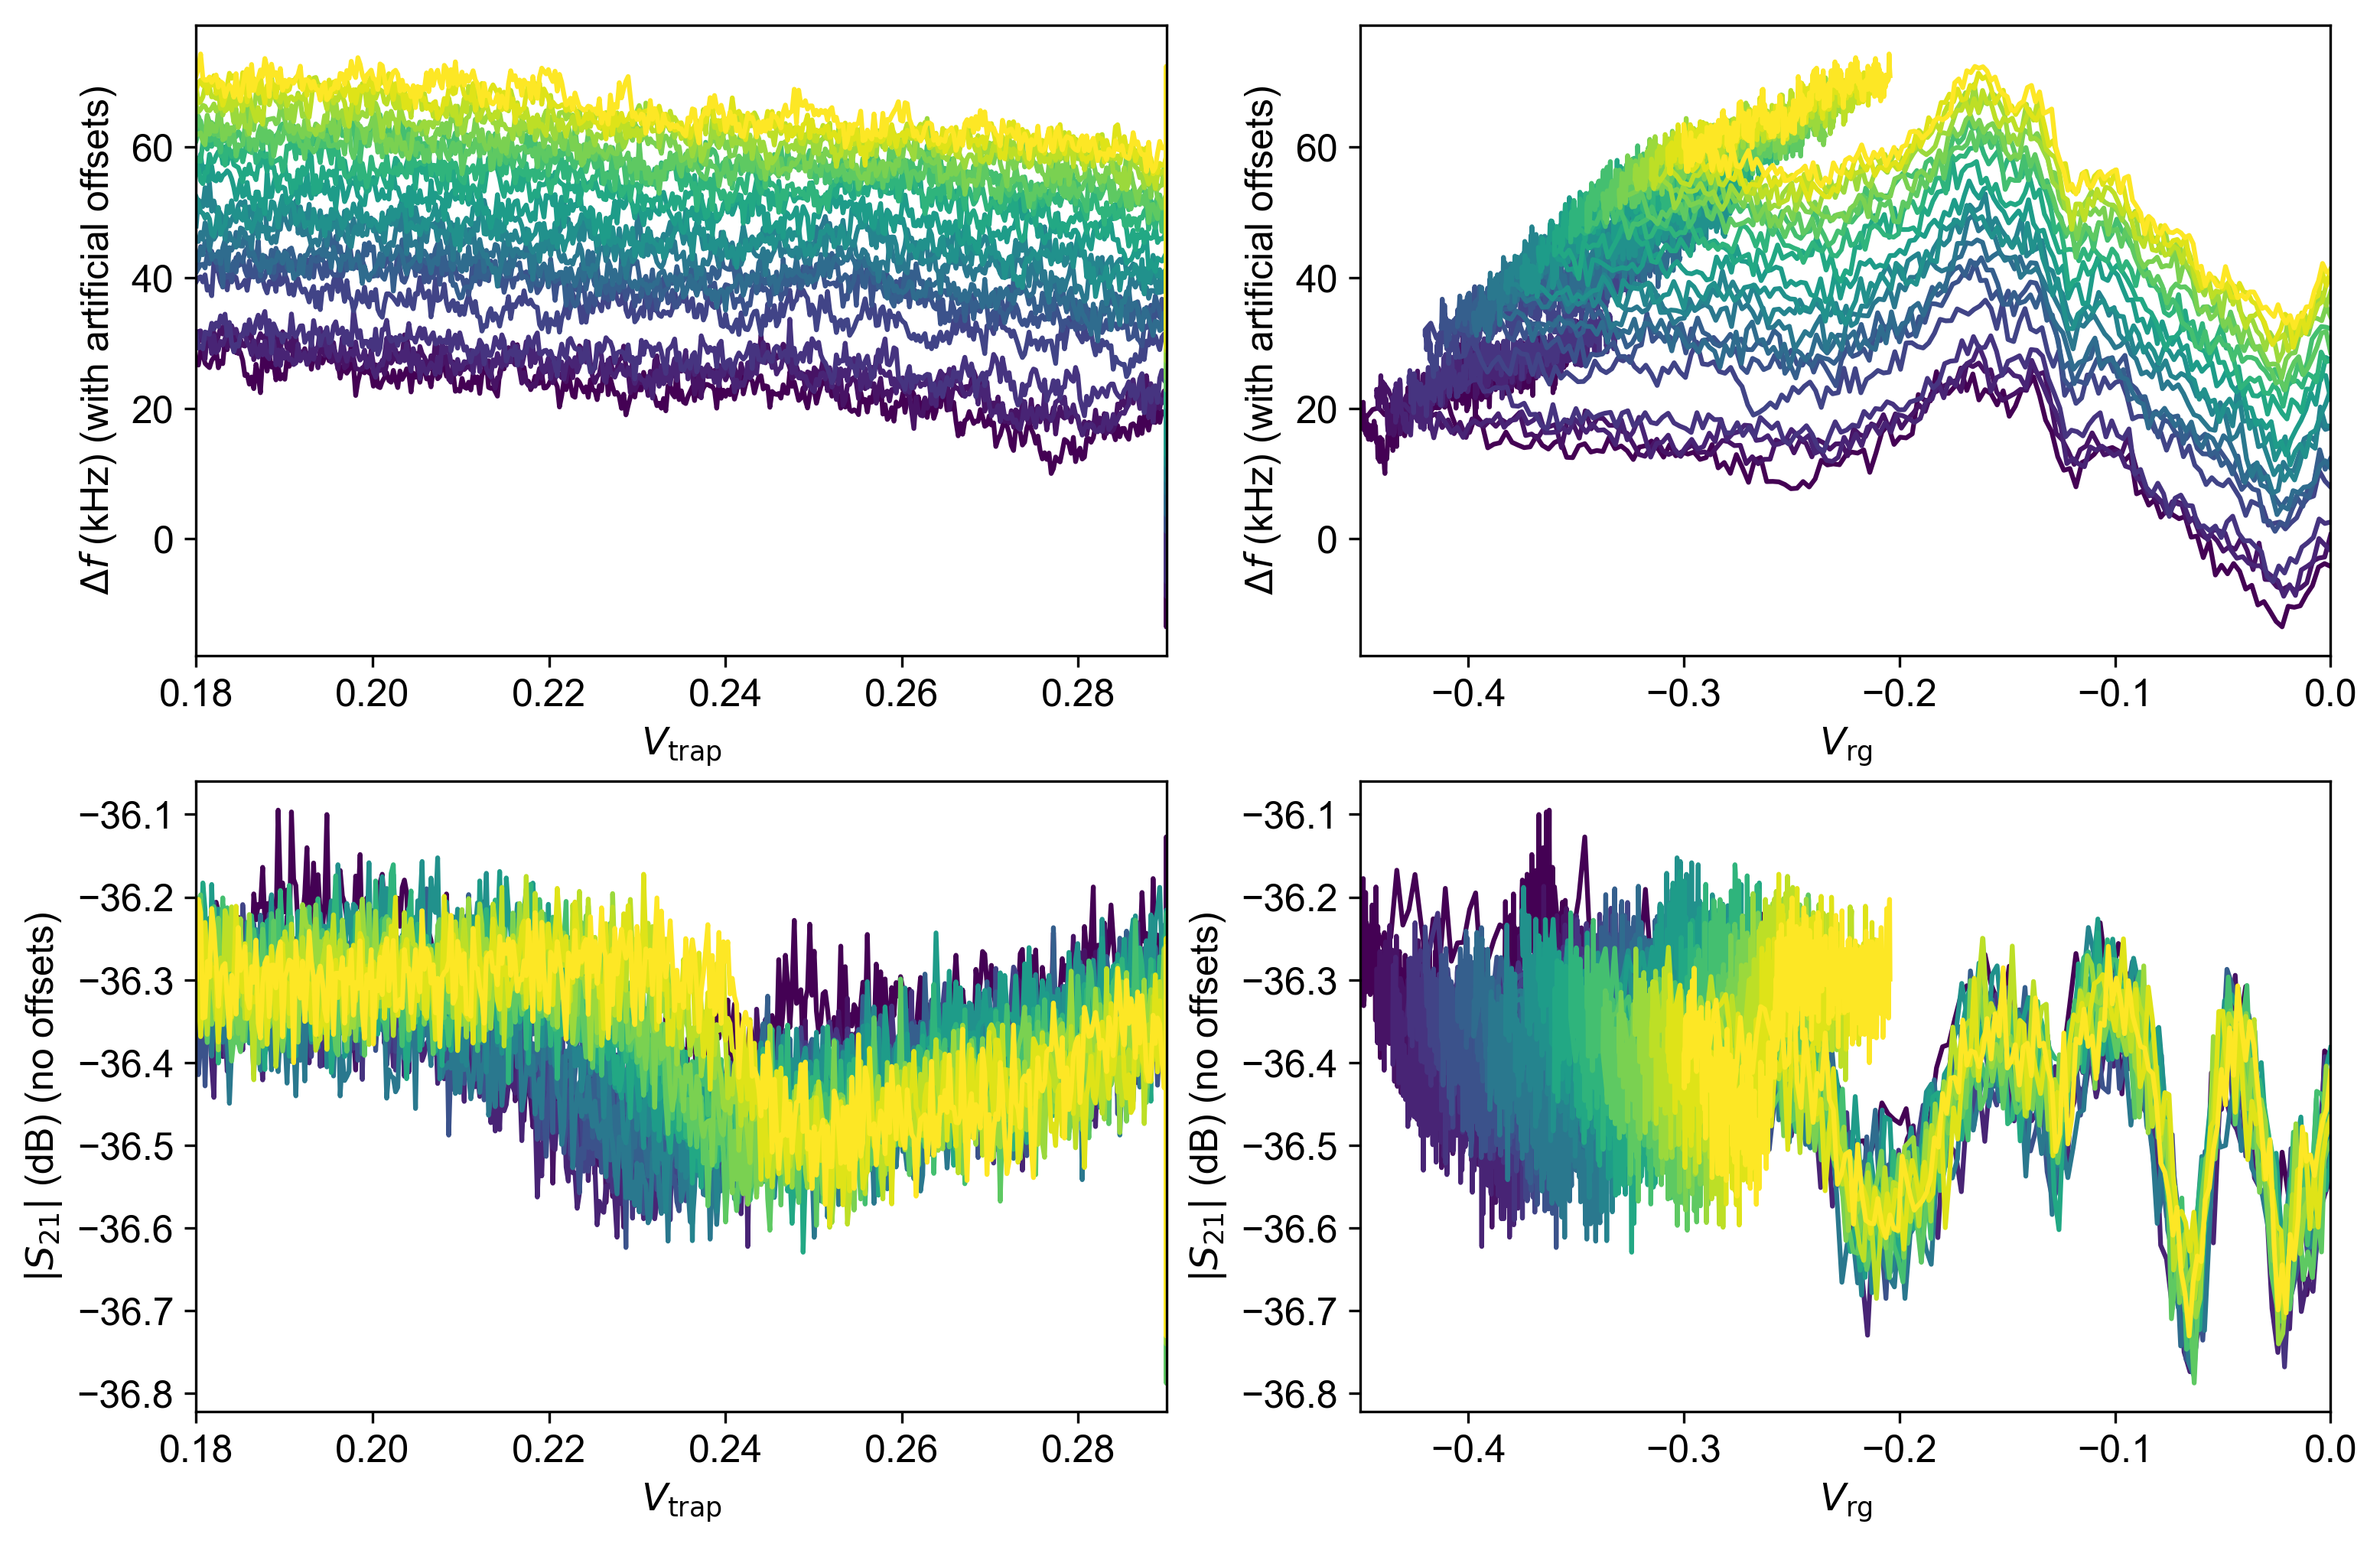 Δf (kHz) (with artificial offsets)
60
40
20
0
0.18 0.20 0.22 0.24 0.26 0.28
V_trap
Δf (kHz) (with artificial offsets)
60
40
20
0
−0.4 −0.3 −0.2 −0.1 0.0
V_rg
|S_21| (dB) (no offsets)
−36.1
−36.2
−36.3
−36.4
−36.5
−36.6
−36.7
−36.8
0.18 0.20 0.22 0.24 0.26 0.28
V_trap
|S_21| (dB) (no offsets)
−36.1
−36.2
−36.3
−36.4
−36.5
−36.6
−36.7
−36.8
−0.4 −0.3 −0.2 −0.1 0.0
V_rg